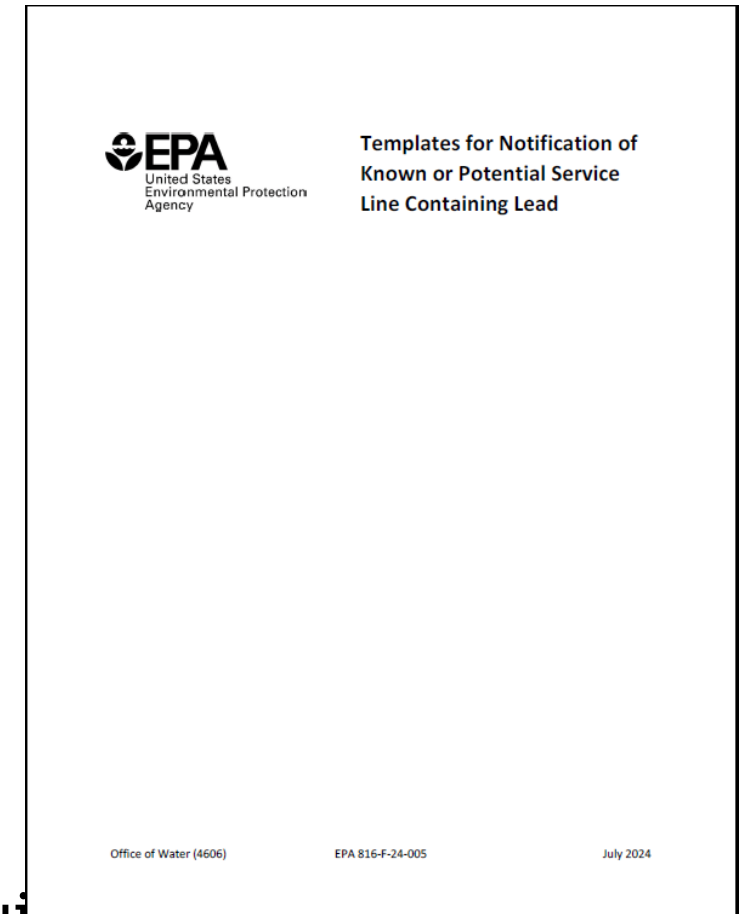 EPA
United States
Environmental Protection
Agency
Templates for Notification of
Known or Potential Service
Line Containing Lead
Office of Water (4606) EPA 816-F-24-005 July 2024